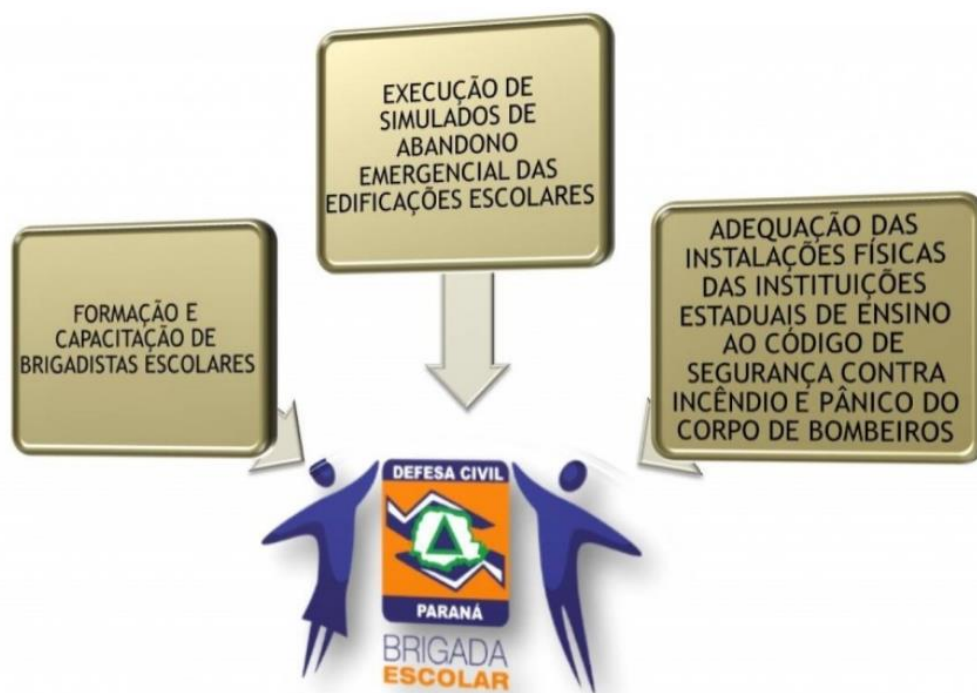 FORMAÇÃO E
CAPACITAÇÃO DE
BRIGADISTAS ESCOLARES
EXECUÇÃO DE
SIMULADOS DE
ABANDONO
EMERGENCIAL DAS
EDIFICAÇÕES ESCOLARES
ADEQUAÇÃO DAS
INSTALAÇÕES FÍSICAS
DAS INSTITUIÇÕES
ESTADUAIS DE ENSINO
AO CÓDIGO DE
SEGURANÇA CONTRA
INCÊNDIO E PÂNICO DO
CORPO DE BOMBEIROS
DEFESA CIVIL
PARANÁ
BRIGADA
ESCOLAR